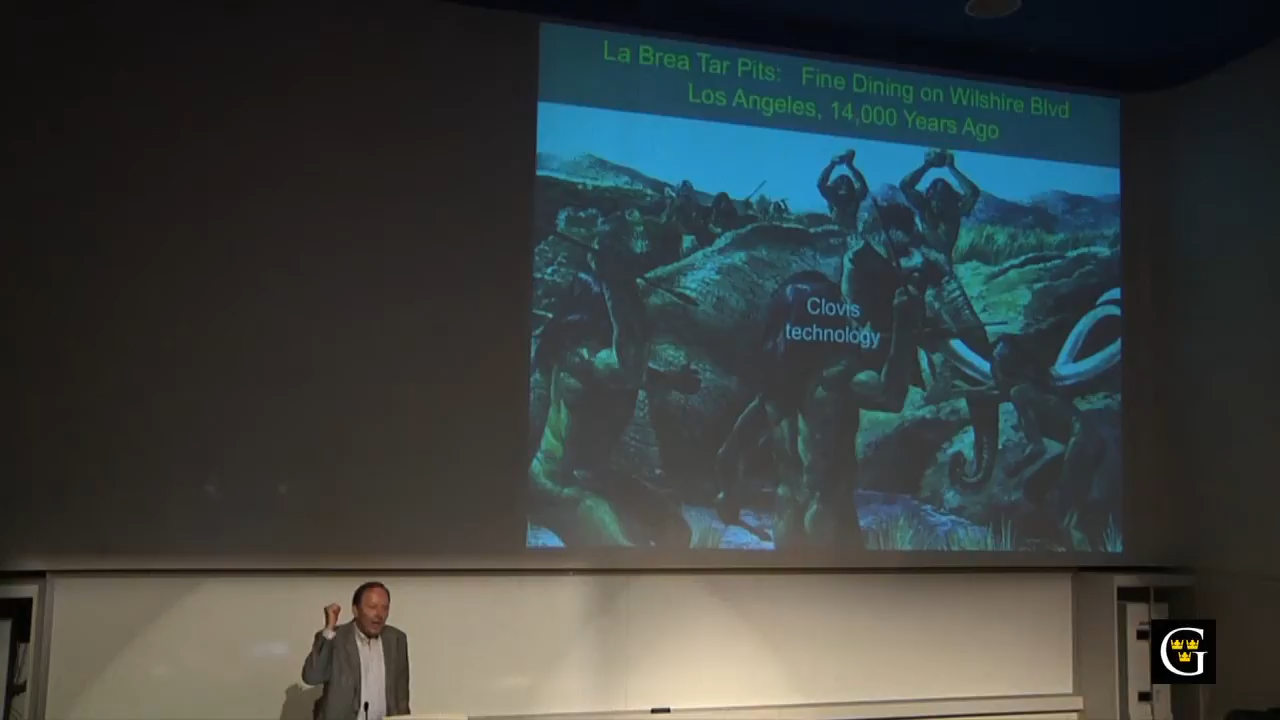 La Brea Tar Pits: Fine Dining on Wilshire Blvd
Los Angeles, 14,000 Years Ago
Clovis
technology
G